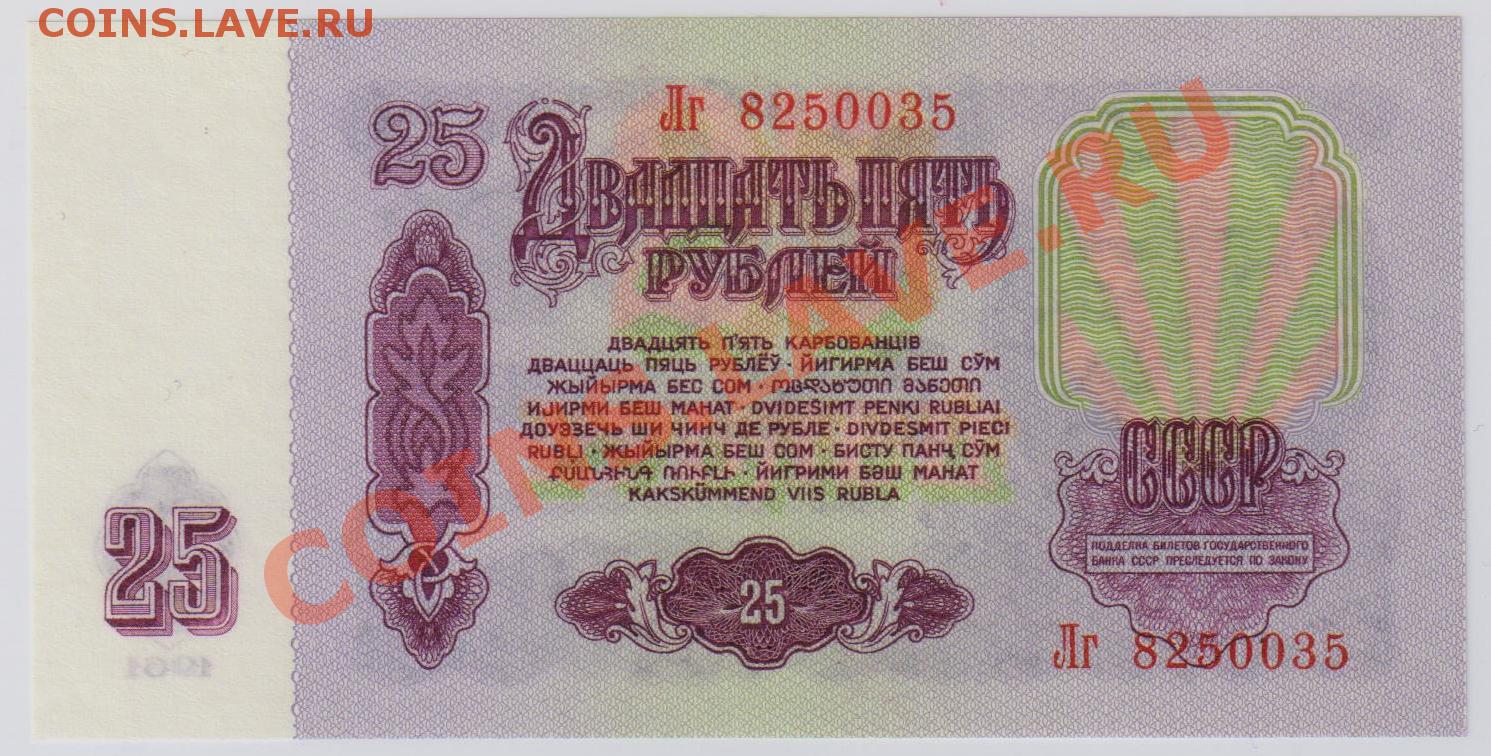 COINS.LAVE.RU
25
Лг 8250035
ДВАДЦАТЬ ПЯТЬ
РУБЛЕЙ
ДВАДЦЯТЬ П'ЯТЬ КАРБОВАНЦІВ
ДВАЦЦАЦЬ ПЯЦЬ РУБЛЁЎ · ЙИГИРМА БЕШ СЎМ
ЖЫЙЫРМА БЕС СОМ · ოცდახუთი მანეთი
ИЈИРМИ БЕШ МАНАТ · DVIDEŠIMT PENKI RUBLIAI
ДОУЭЗЕЧЬ ШИ ЧИНЧ ДЕ РУБЛЕ · DIVDESMIT PIECI
RUBLI · ЖЫЙЫРМА БЕШ СОМ · БИСТУ ПАНҶ СЎМ
ՔՍԱՆՀԻՆԳ ՌՈՒԲԼԻ · ЙИГРИМИ БӘШ МАНАТ
KAKSKÜMMEND VIIS RUBLA
СССР
ПОДДЕЛКА БИЛЕТОВ ГОСУДАРСТВЕННОГО
БАНКА СССР ПРЕСЛЕДУЕТСЯ ПО ЗАКОНУ
25
25
Лг 8250035
1961
COINS.LAVE.RU